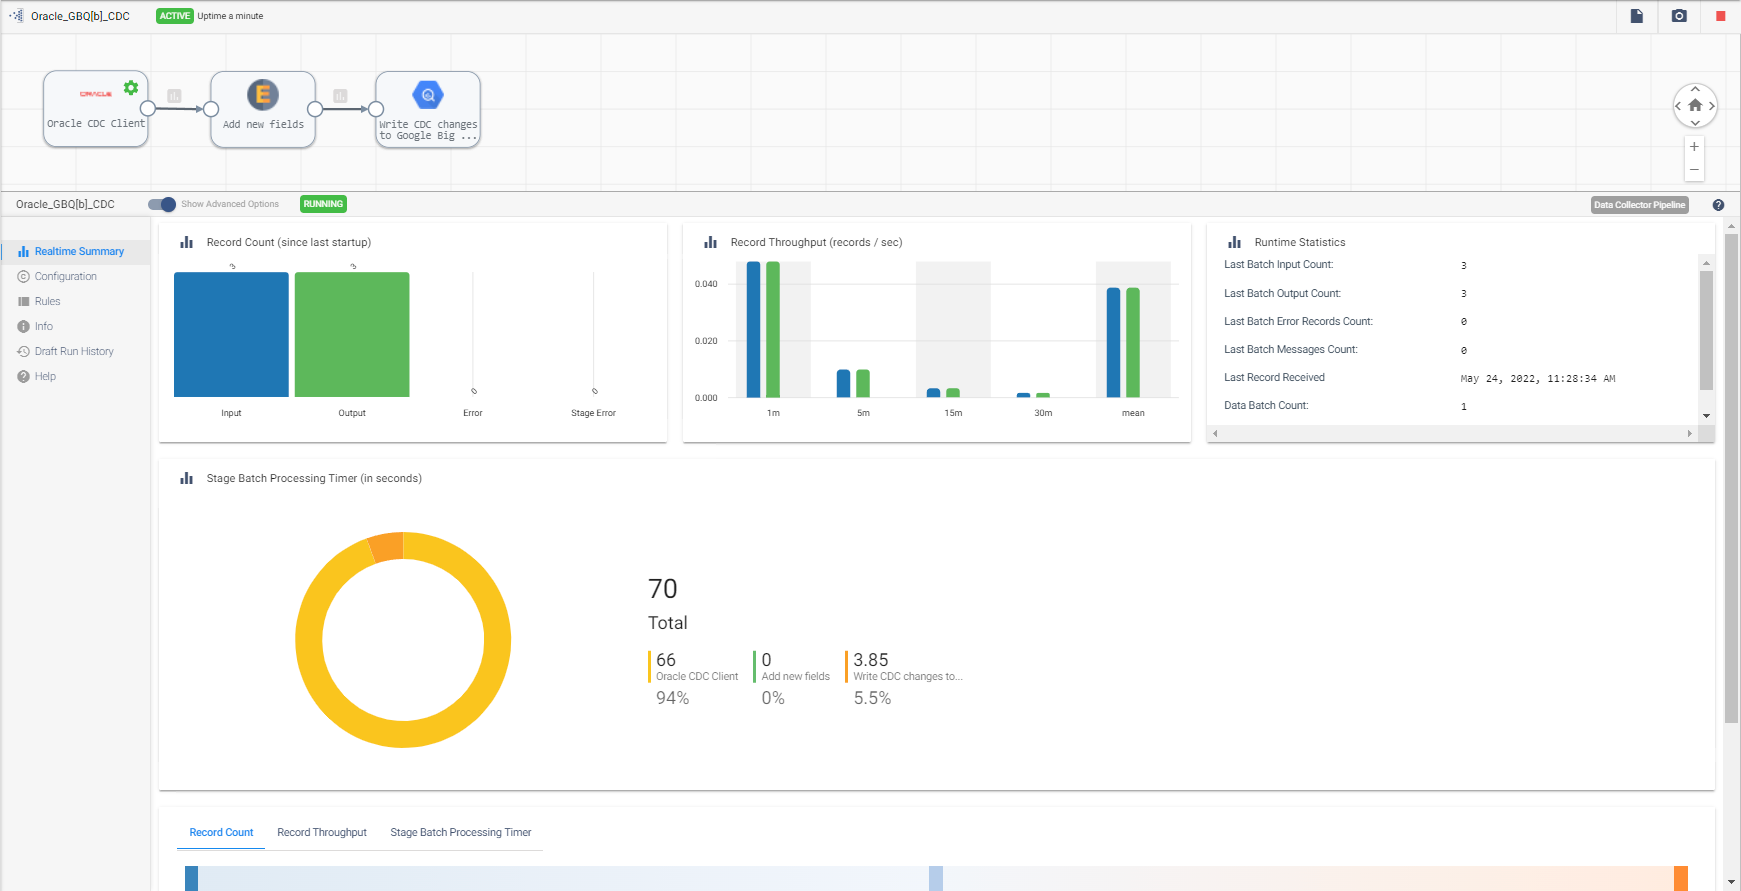 Oracle_GBQ[b]_CDC
ACTIVE Uptime a minute
ORACLE
Oracle CDC Client
E
Add new fields
Write CDC changes
to Google Big ...
+
−
Oracle_GBQ[b]_CDC
Show Advanced Options
RUNNING
Data Collector Pipeline
?
Realtime Summary
Configuration
Rules
Info
Draft Run History
Help
Record Count (since last startup)
3
3
0
0
Input
Output
Error
Stage Error
Record Throughput (records / sec)
0.040
0.020
0.000
1m
5m
15m
30m
mean
Runtime Statistics
Last Batch Input Count: 3
Last Batch Output Count: 3
Last Batch Error Records Count: 0
Last Batch Messages Count: 0
Last Record Received May 24, 2022, 11:28:34 AM
Data Batch Count: 1
Stage Batch Processing Timer (in seconds)
70
Total
66
Oracle CDC Client
94%
0
Add new fields
0%
3.85
Write CDC changes to...
5.5%
Record Count
Record Throughput
Stage Batch Processing Timer